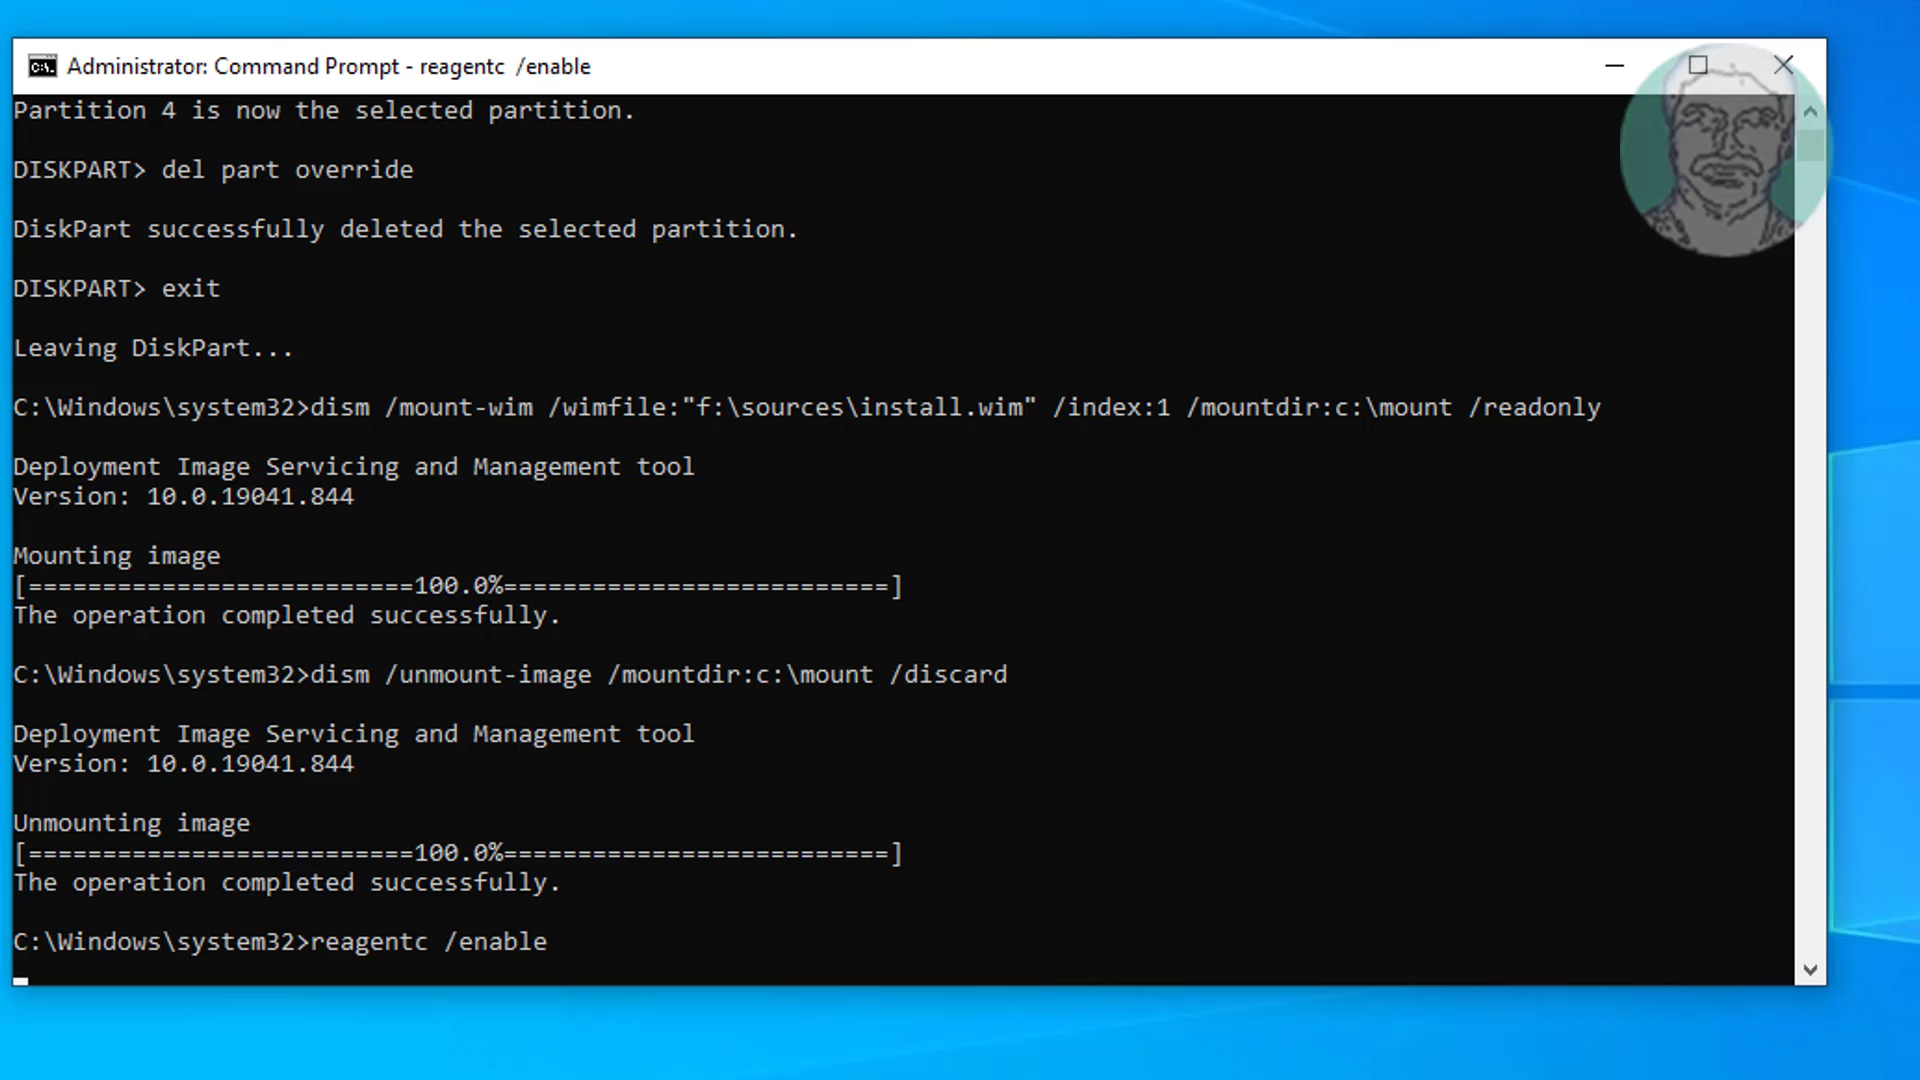 Administrator: Command Prompt - reagentc  /enable
Partition 4 is now the selected partition.
DISKPART> del part override
DiskPart successfully deleted the selected partition.
DISKPART> exit
Leaving DiskPart...
C:\Windows\system32>dism /mount-wim /wimfile:"f:\sources\install.wim" /index:1 /mountdir:c:\mount /readonly
Deployment Image Servicing and Management tool
Version: 10.0.19041.844
Mounting image
[==========================100.0%==========================]
The operation completed successfully.
C:\Windows\system32>dism /unmount-image /mountdir:c:\mount /discard
Deployment Image Servicing and Management tool
Version: 10.0.19041.844
Unmounting image
[==========================100.0%==========================]
The operation completed successfully.
C:\Windows\system32>reagentc /enable